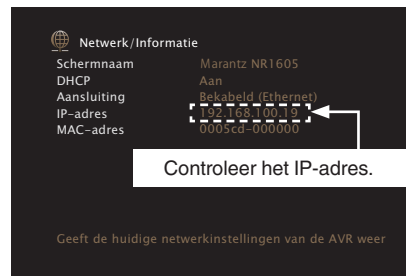 Netwerk/Informatie
Schermnaam Marantz NR1605
DHCP Aan
Aansluiting Bekabeld (Ethernet)
IP-adres 192.168.100.19
MAC-adres 0005cd-000000
Controleer het IP-adres.
Geeft de huidige netwerkinstellingen van de AVR weer